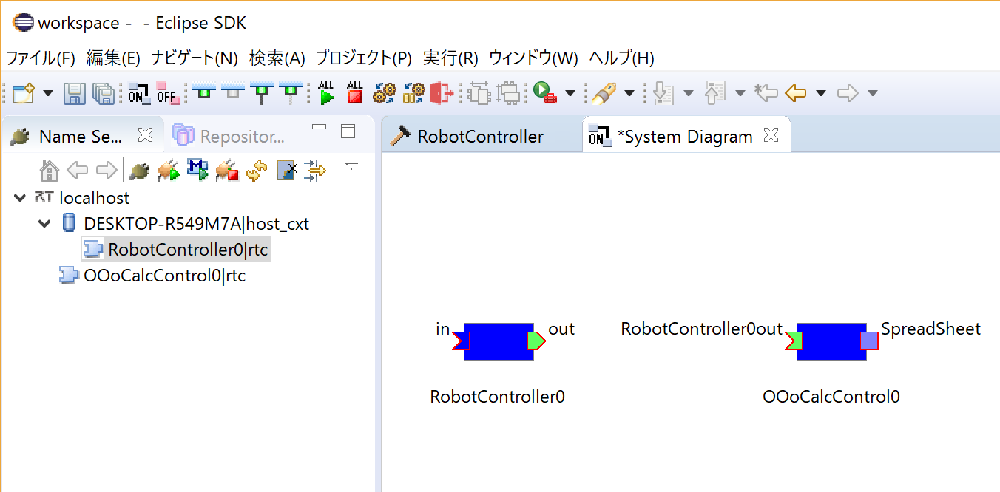 workspace -  - Eclipse SDK
ファイル(F) 編集(E) ナビゲート(N) 検索(A) プロジェクト(P) 実行(R) ウィンドウ(W) ヘルプ(H)
ON OFF ALL ALL
Name Se... Repositor... RobotController ON *System Diagram
RT localhost
DESKTOP-R549M7A|host_cxt
RobotController0|rtc
OOoCalcControl0|rtc
in out RobotController0out SpreadSheet
RobotController0 OOoCalcControl0